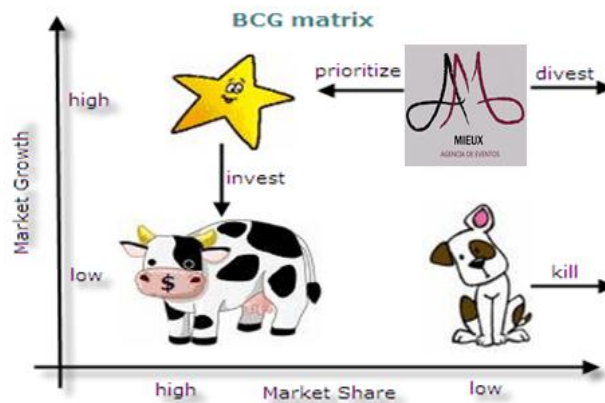 BCG matrix
prioritize
divest
high
MIEUX
AGENCIA DE EVENTOS
invest
Market Growth
low
$
kill
high
Market Share
low